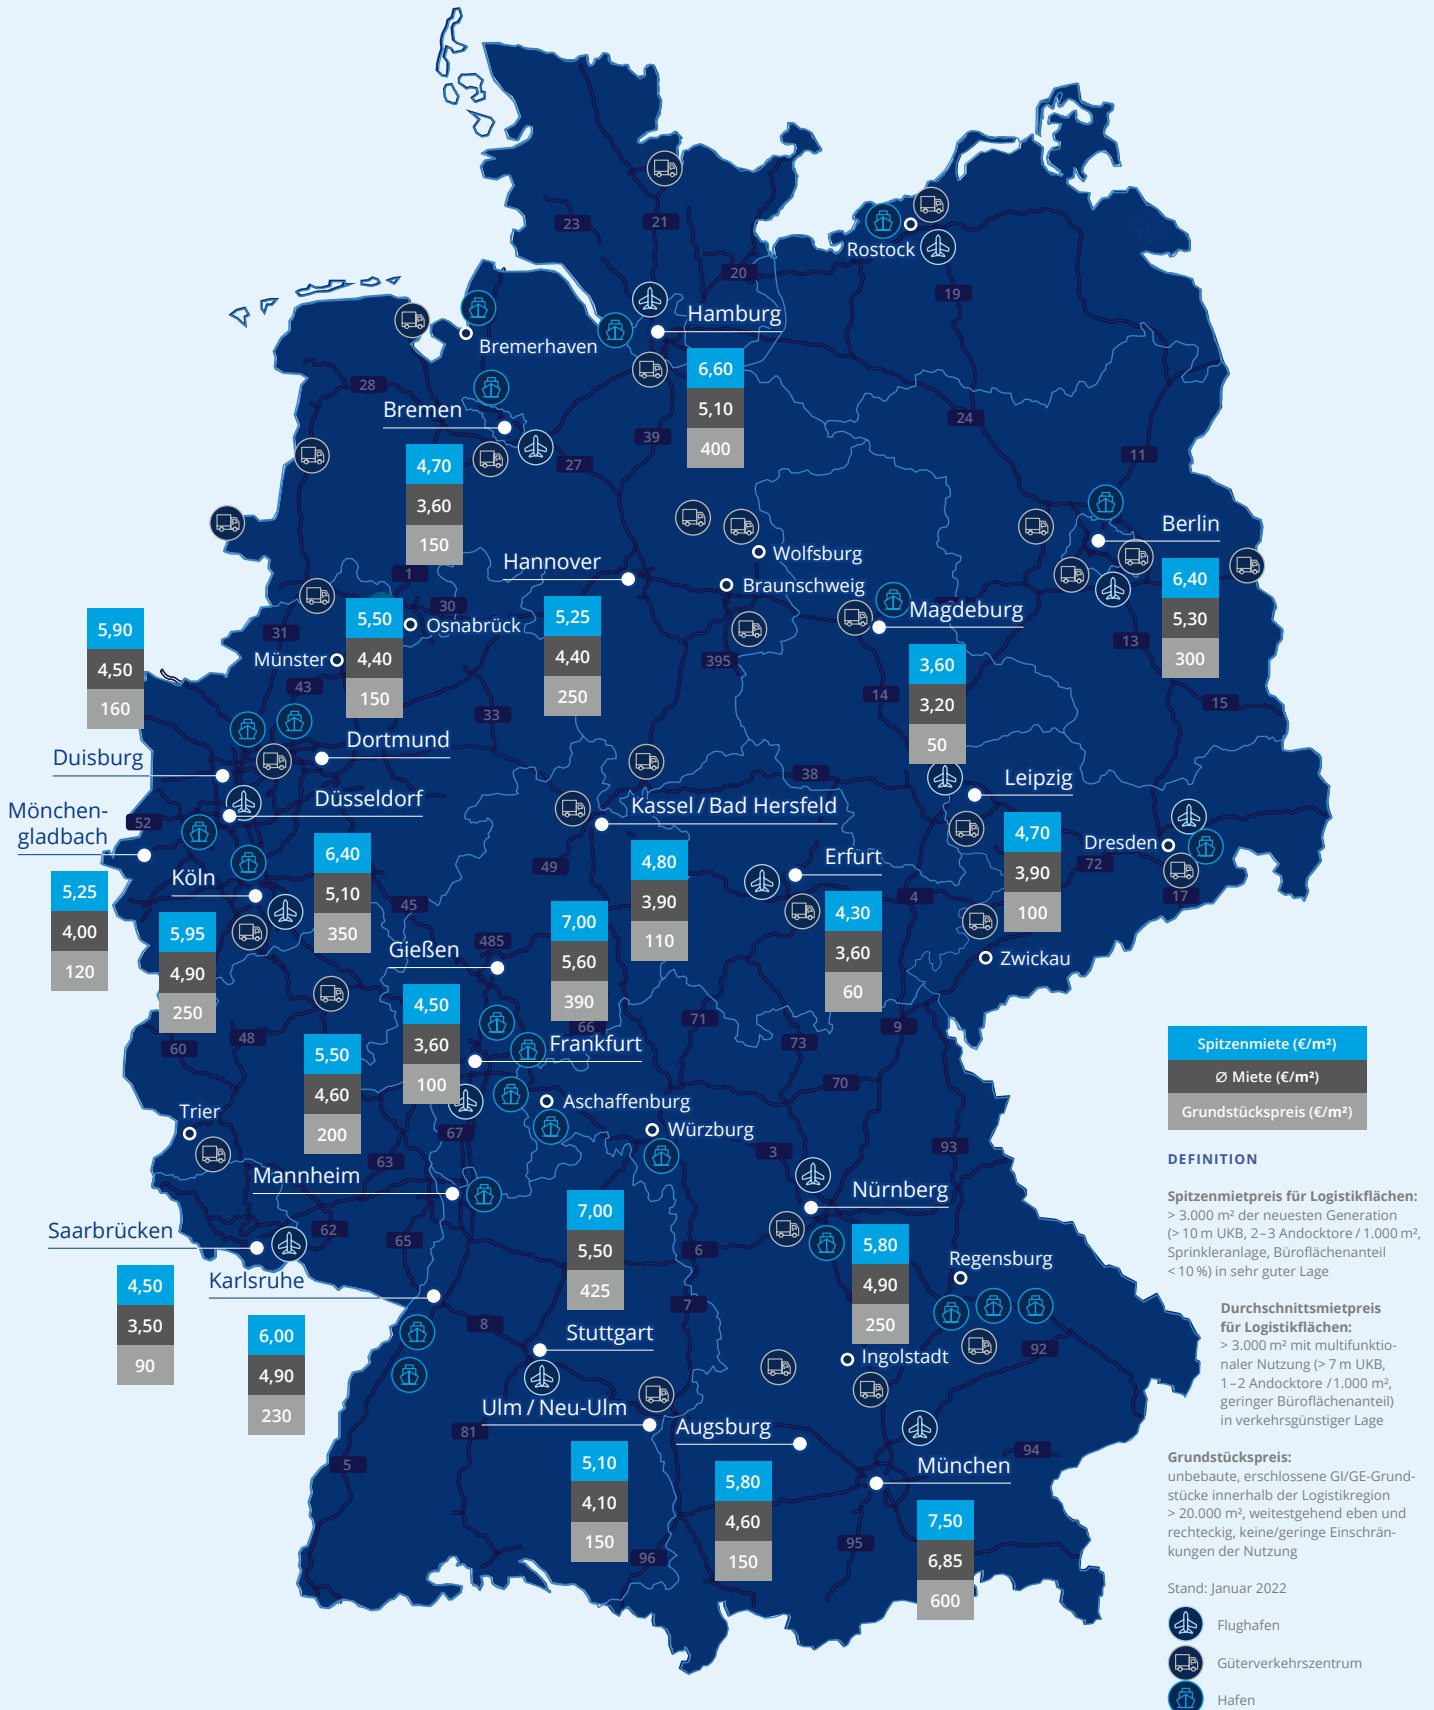 23
21
20
19
Rostock
Hamburg
6,60
5,10
400
Bremerhaven
28
Bremen
4,70
3,60
150
39
27
24
11
Berlin
6,40
5,30
300
Wolfsburg
Braunschweig
Hannover
5,25
4,40
250
Magdeburg
3,60
3,20
50
1
30
Osnabrück
31
Münster
43
5,50
4,40
150
5,90
4,50
160
33
395
14
13
15
Duisburg
Dortmund
Düsseldorf
6,40
5,10
350
Mönchen-
gladbach
52
5,25
4,00
120
Köln
5,95
4,90
250
38
Kassel / Bad Hersfeld
4,80
3,90
110
49
Leipzig
4,70
3,90
100
Dresden
72
17
Erfurt
4,30
3,60
60
4
Zwickau
45
485
Gießen
4,50
3,60
100
7,00
5,60
390
66
Frankfurt
71
73
9
70
60
48
5,50
4,60
200
Trier
67
63
Aschaffenburg
Würzburg
3
93
Mannheim
Saarbrücken
62
65
4,50
3,50
90
Karlsruhe
6,00
4,90
230
7,00
5,50
425
6
7
8
Stuttgart
Nürnberg
5,80
4,90
250
Regensburg
Ingolstadt
92
Ulm / Neu-Ulm
5,10
4,10
150
81
5
96
Augsburg
5,80
4,60
150
München
7,50
6,85
600
94
95
Spitzenmiete (€/m²)
Ø Miete (€/m²)
Grundstückspreis (€/m²)
DEFINITION
Spitzenmietpreis für Logistikflächen:
> 3.000 m² der neuesten Generation
(> 10 m UKB, 2–3 Andocktore / 1.000 m²,
Sprinkleranlage, Büroflächenanteil
< 10 %) in sehr guter Lage
Durchschnittsmietpreis
für Logistikflächen:
> 3.000 m² mit multifunktio-
naler Nutzung (> 7 m UKB,
1–2 Andocktore / 1.000 m²,
geringer Büroflächenanteil)
in verkehrsgünstiger Lage
Grundstückspreis:
unbebaute, erschlossene GI/GE-Grund-
stücke innerhalb der Logistikregion
> 20.000 m², weitestgehend eben und
rechteckig, keine/geringe Einschrän-
kungen der Nutzung
Stand: Januar 2022
Flughafen
Güterverkehrszentrum
Hafen